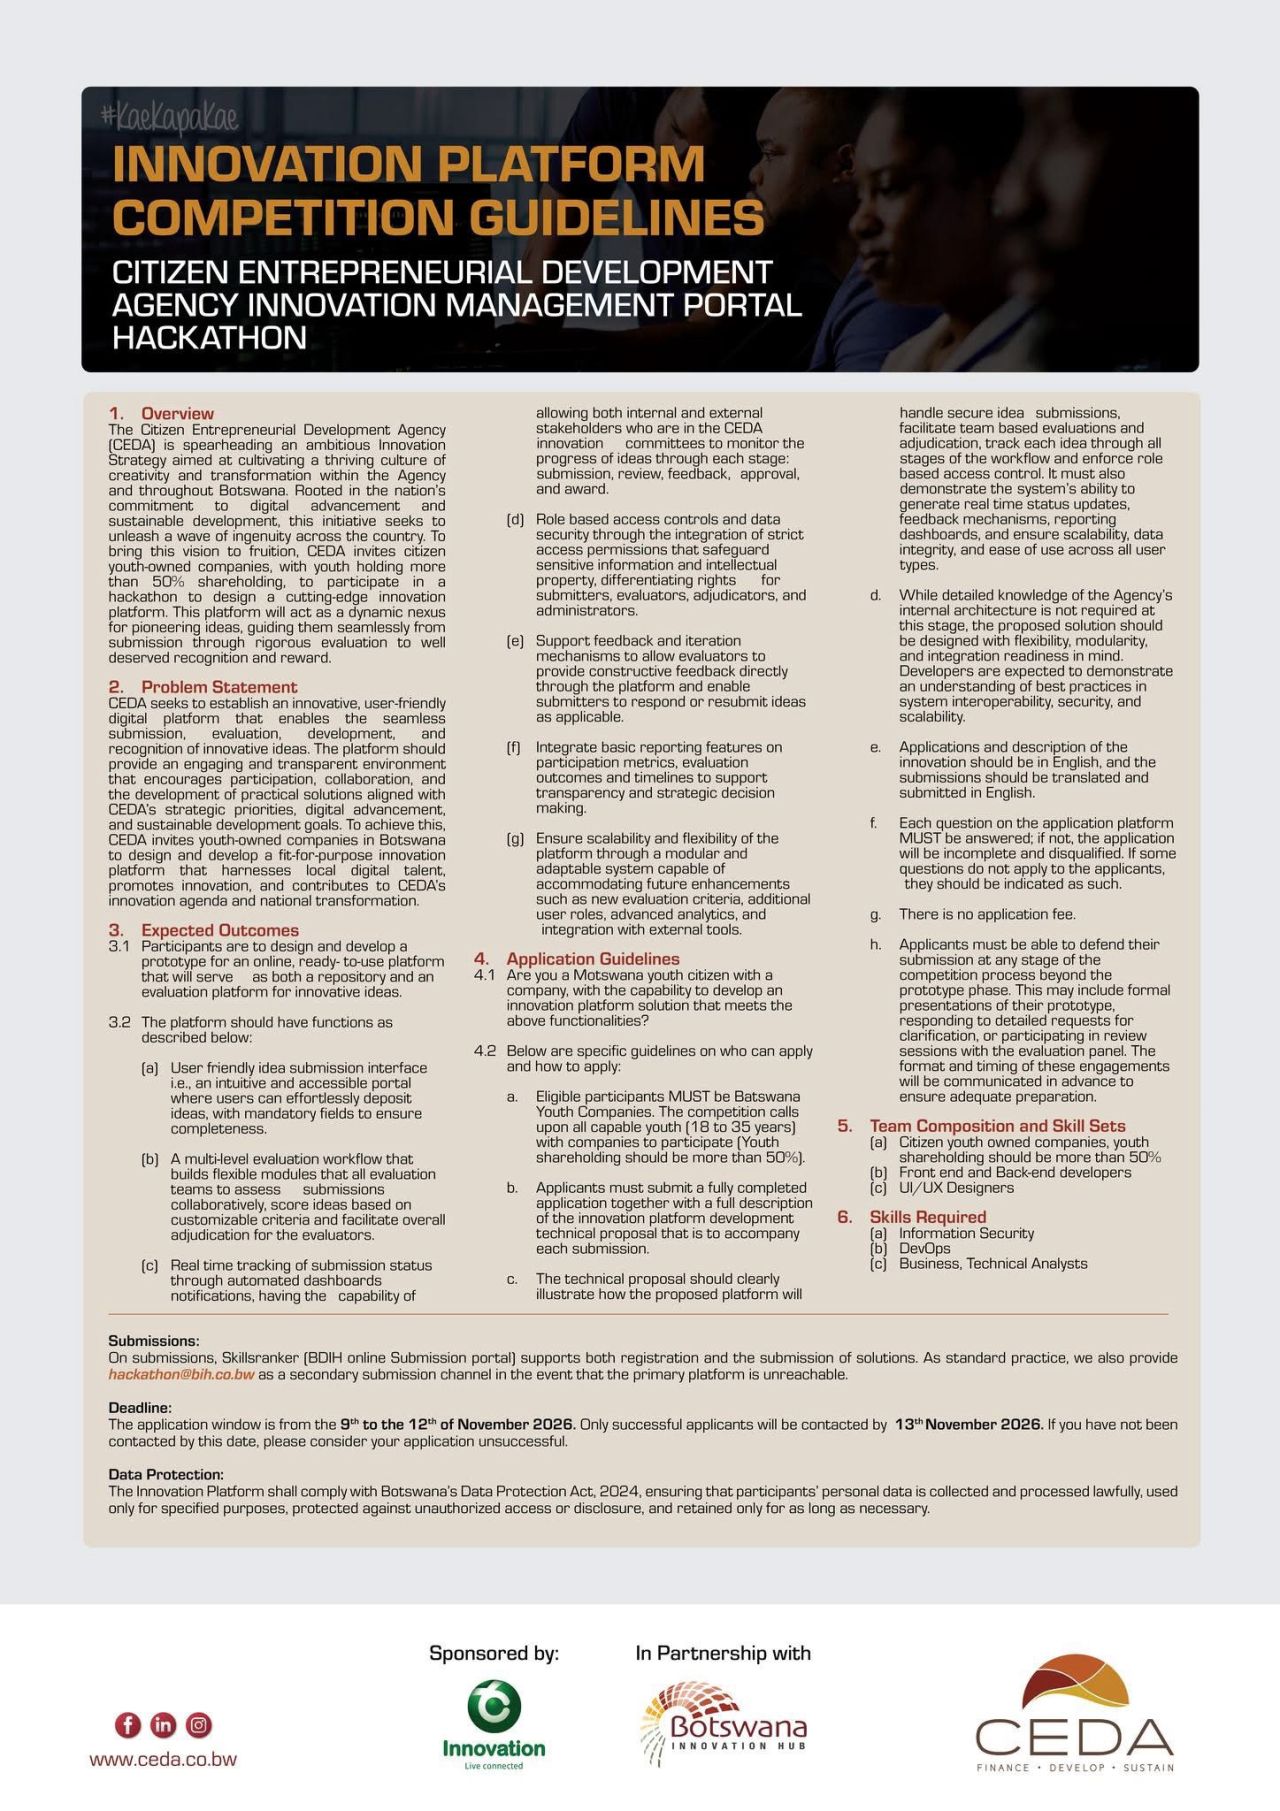 #KaeKapaKae
INNOVATION PLATFORM
COMPETITION GUIDELINES
CITIZEN ENTREPRENEURIAL DEVELOPMENT
AGENCY INNOVATION MANAGEMENT PORTAL
HACKATHON
1. Overview
The Citizen Entrepreneurial Development Agency
(CEDA) is spearheading an ambitious Innovation
Strategy aimed at cultivating a thriving culture of
creativity and transformation within the Agency
and throughout Botswana. Rooted in the nation's
commitment to digital advancement and
sustainable development, this initiative seeks to
unleash a wave of ingenuity across the country. To
bring this vision to fruition, CEDA invites citizen
youth-owned companies, with youth holding more
than 50% shareholding, to participate in a
hackathon to design a cutting-edge innovation
platform. This platform will act as a dynamic nexus
for pioneering ideas, guiding them seamlessly from
submission through rigorous evaluation to well
deserved recognition and reward.
2. Problem Statement
CEDA seeks to establish an innovative, user-friendly
digital platform that enables the seamless
submission, evaluation, development, and
recognition of innovative ideas. The platform should
provide an engaging and transparent environment
that encourages participation, collaboration, and
the development of practical solutions aligned with
CEDA's strategic priorities, digital advancement,
and sustainable development goals. To achieve this,
CEDA invites youth-owned companies in Botswana
to design and develop a fit-for-purpose innovation
platform that harnesses local digital talent,
promotes innovation, and contributes to CEDA's
innovation agenda and national transformation.
3. Expected Outcomes
3.1 Participants are to design and develop a
prototype for an online, ready- to-use platform
that will serve as both a repository and an
evaluation platform for innovative ideas.
3.2 The platform should have functions as
described below:
(a) User friendly idea submission interface
i.e., an intuitive and accessible portal
where users can effortlessly deposit
ideas, with mandatory fields to ensure
completeness.
(b) A multi-level evaluation workflow that
builds flexible modules that all evaluation
teams to assess submissions
collaboratively, score ideas based on
customizable criteria and facilitate overall
adjudication for the evaluators.
(c) Real time tracking of submission status
through automated dashboards
notifications, having the capability of
allowing both internal and external
stakeholders who are in the CEDA
innovation committees to monitor the
progress of ideas through each stage:
submission, review, feedback, approval,
and award.
(d) Role based access controls and data
security through the integration of strict
access permissions that safeguard
sensitive information and intellectual
property, differentiating rights for
submitters, evaluators, adjudicators, and
administrators.
(e) Support feedback and iteration
mechanisms to allow evaluators to
provide constructive feedback directly
through the platform and enable
submitters to respond or resubmit ideas
as applicable.
(f) Integrate basic reporting features on
participation metrics, evaluation
outcomes and timelines to support
transparency and strategic decision
making.
(g) Ensure scalability and flexibility of the
platform through a modular and
adaptable system capable of
accommodating future enhancements
such as new evaluation criteria, additional
user roles, advanced analytics, and
integration with external tools.
4. Application Guidelines
4.1 Are you a Motswana youth citizen with a
company, with the capability to develop an
innovation platform solution that meets the
above functionalities?
4.2 Below are specific guidelines on who can apply
and how to apply:
a. Eligible participants MUST be Batswana
Youth Companies. The competition calls
upon all capable youth (18 to 35 years)
with companies to participate (Youth
shareholding should be more than 50%).
b. Applicants must submit a fully completed
application together with a full description
of the innovation platform development
technical proposal that is to accompany
each submission.
c. The technical proposal should clearly
illustrate how the proposed platform will
handle secure idea submissions,
facilitate team based evaluations and
adjudication, track each idea through all
stages of the workflow and enforce role
based access control. It must also
demonstrate the system's ability to
generate real time status updates,
feedback mechanisms, reporting
dashboards, and ensure scalability, data
integrity, and ease of use across all user
types.
d. While detailed knowledge of the Agency's
internal architecture is not required at
this stage, the proposed solution should
be designed with flexibility, modularity,
and integration readiness in mind.
Developers are expected to demonstrate
an understanding of best practices in
system interoperability, security, and
scalability.
e. Applications and description of the
innovation should be in English, and the
submissions should be translated and
submitted in English.
f. Each question on the application platform
MUST be answered; if not, the application
will be incomplete and disqualified. If some
questions do not apply to the applicants,
they should be indicated as such.
g. There is no application fee.
h. Applicants must be able to defend their
submission at any stage of the
competition process beyond the
prototype phase. This may include formal
presentations of their prototype,
responding to detailed requests for
clarification, or participating in review
sessions with the evaluation panel. The
format and timing of these engagements
will be communicated in advance to
ensure adequate preparation.
5. Team Composition and Skill Sets
(a) Citizen youth owned companies, youth
shareholding should be more than 50%
(b) Front end and Back-end developers
(c) UI/UX Designers
6. Skills Required
(a) Information Security
(b) DevOps
(c) Business, Technical Analysts
Submissions:
On submissions, Skillsranker (BDIH online Submission portal) supports both registration and the submission of solutions. As standard practice, we also provide
hackathon@bih.co.bw as a secondary submission channel in the event that the primary platform is unreachable.
Deadline:
The application window is from the 9th to the 12th of November 2026. Only successful applicants will be contacted by 13th November 2026. If you have not been
contacted by this date, please consider your application unsuccessful.
Data Protection:
The Innovation Platform shall comply with Botswana's Data Protection Act, 2024, ensuring that participants' personal data is collected and processed lawfully, used
only for specified purposes, protected against unauthorized access or disclosure, and retained only for as long as necessary.
Sponsored by:
In Partnership with
Innovation
Live connected
Botswana
INNOVATION HUB
CEDA
FINANCE • DEVELOP • SUSTAIN
www.ceda.co.bw